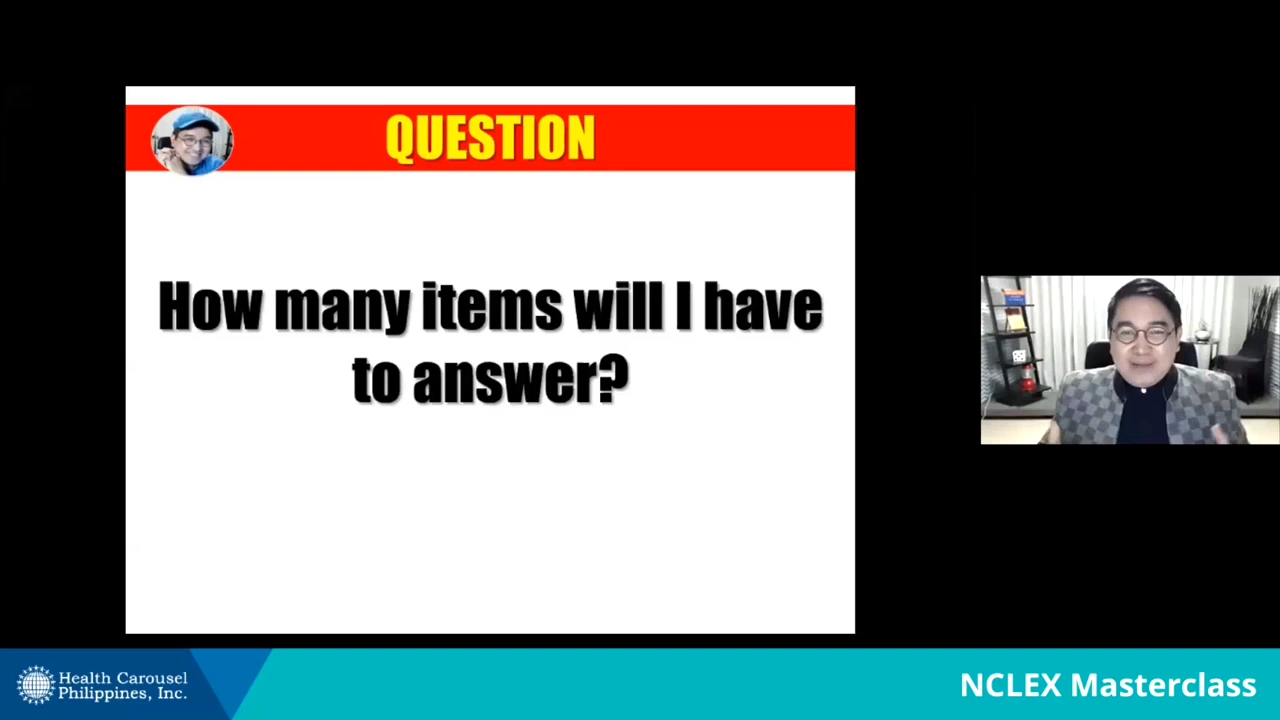 QUESTION
How many items will I have
to answer?
Health Carousel
Philippines, Inc.
NCLEX Masterclass